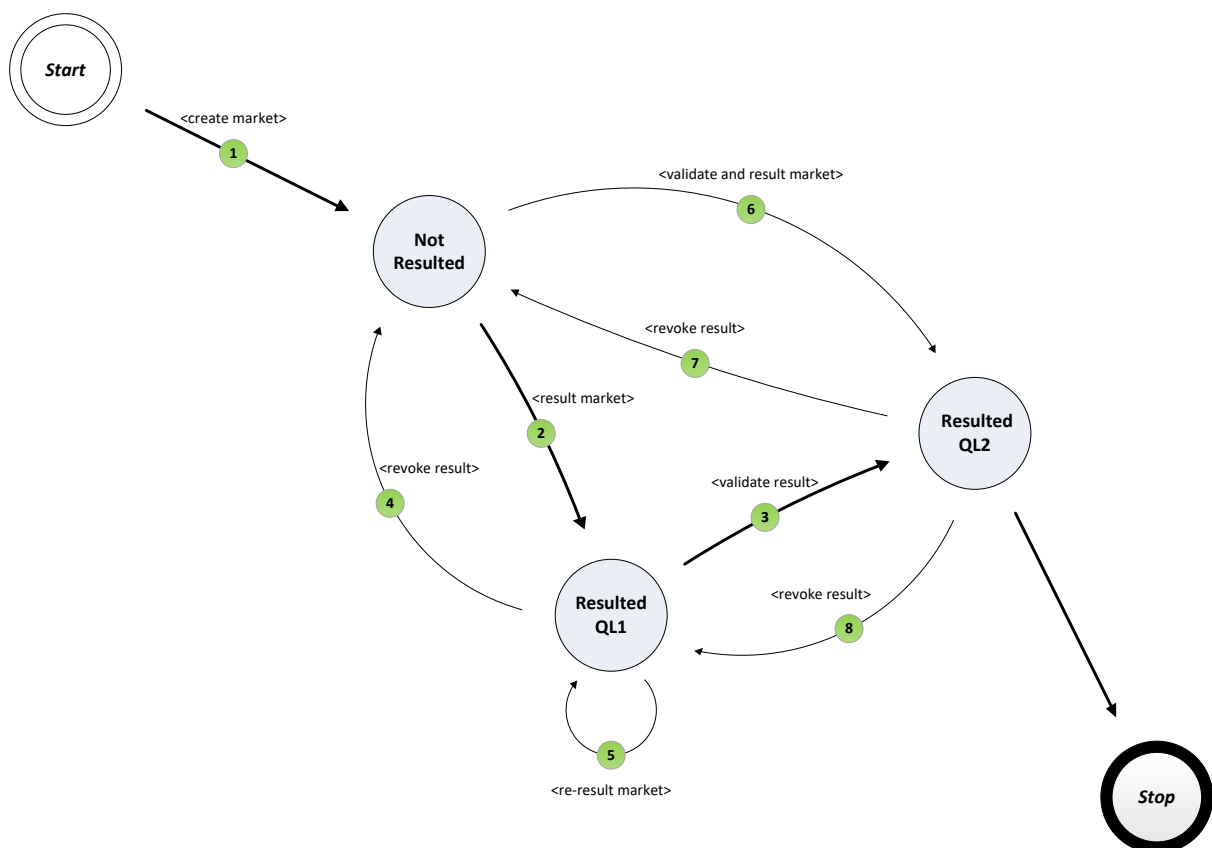 Start
<create market>
1
<validate and result market>
6
Not
Resulted
<revoke result>
7
<result market>
2
Resulted
QL2
<revoke result>
4
<validate result>
3
Resulted
QL1
<revoke result>
8
5
<re-result market>
Stop